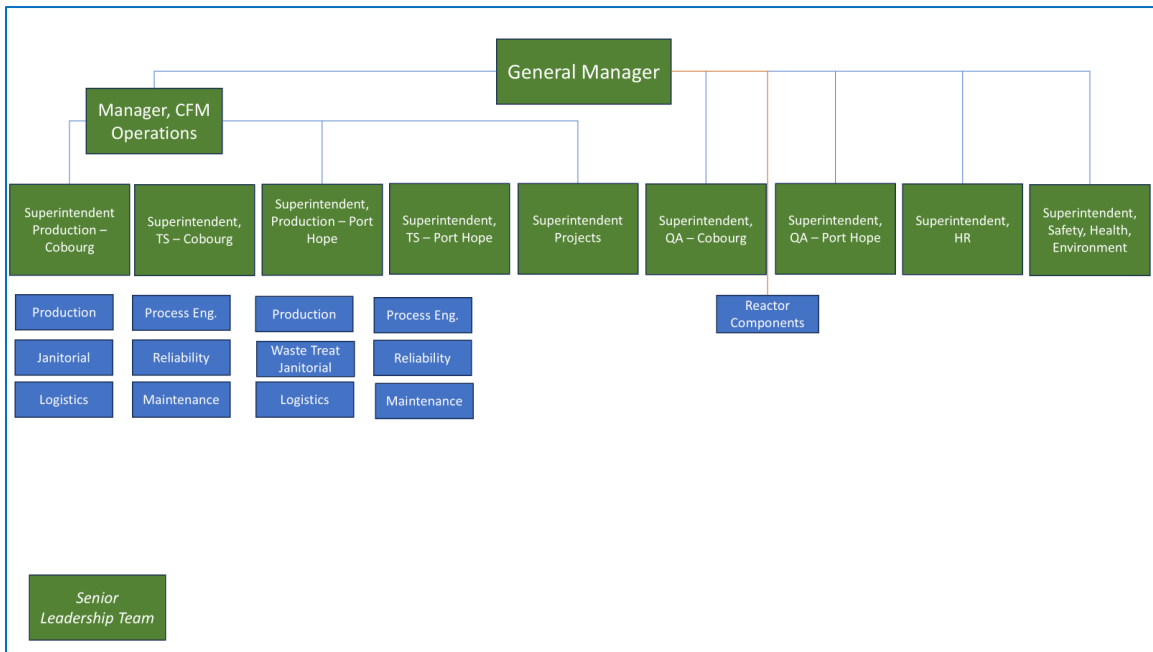 General Manager
Manager, CFM
Operations
Superintendent
Production –
Cobourg
Superintendent,
TS – Cobourg
Superintendent,
Production – Port
Hope
Superintendent,
TS – Port Hope
Superintendent
Projects
Superintendent,
QA – Cobourg
Superintendent,
QA – Port Hope
Superintendent,
HR
Superintendent,
Safety, Health,
Environment
Production
Process Eng.
Production
Process Eng.
Reactor
Components
Janitorial
Reliability
Waste Treat
Janitorial
Reliability
Logistics
Maintenance
Logistics
Maintenance
Senior
Leadership Team